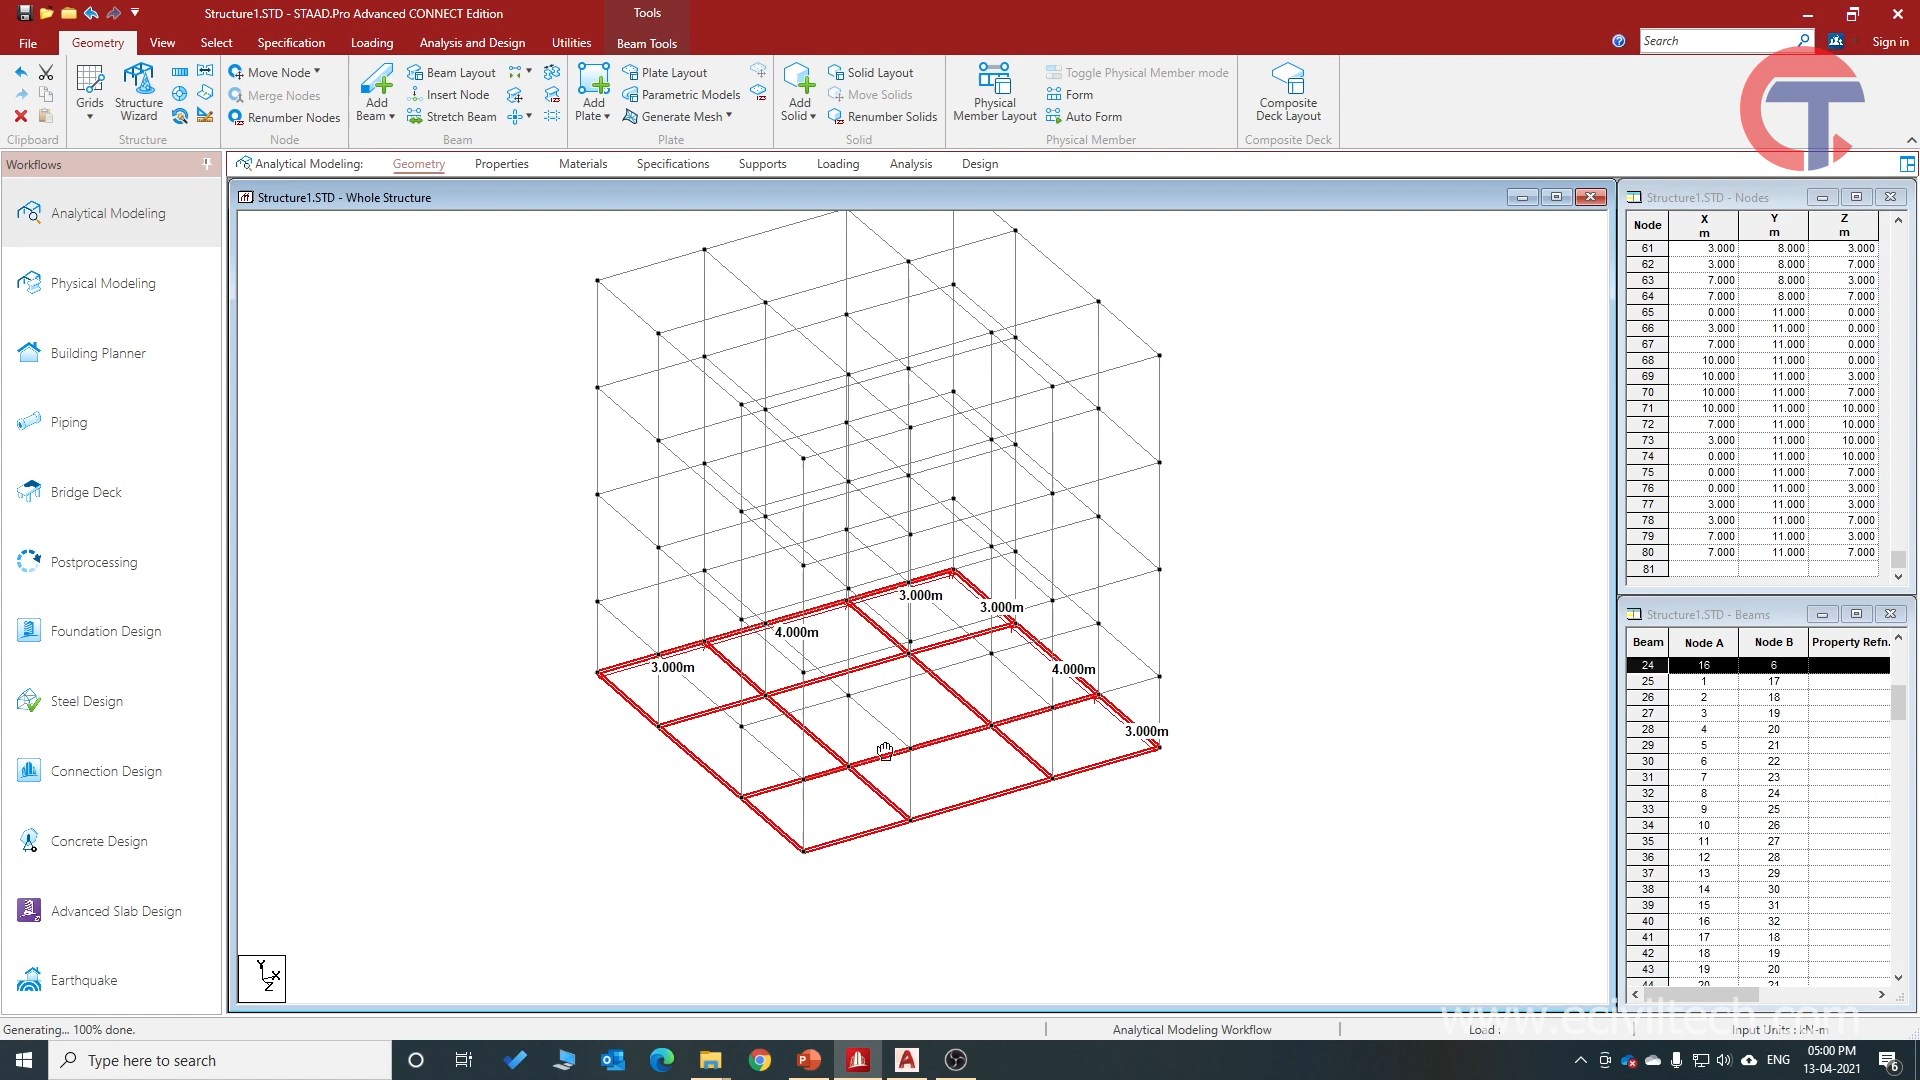 Structure1.STD - STAAD.Pro Advanced CONNECT Edition
Tools
File Geometry View Select Specification Loading Analysis and Design Utilities Beam Tools
Search
Sign in
Grids
Structure Wizard
Move Node
Merge Nodes
Renumber Nodes
Add Beam
Beam Layout
Insert Node
Stretch Beam
Add Plate
Plate Layout
Parametric Models
Generate Mesh
Add Solid
Solid Layout
Move Solids
Renumber Solids
Physical Member Layout
Toggle Physical Member mode
Form
Auto Form
Composite Deck Layout
Clipboard Structure Node Beam Plate Solid Physical Member Composite Deck
CT
Workflows
Analytical Modeling: Geometry Properties Materials Specifications Supports Loading Analysis Design
Analytical Modeling
Physical Modeling
Building Planner
Piping
Bridge Deck
Postprocessing
Foundation Design
Steel Design
Connection Design
Concrete Design
Advanced Slab Design
Earthquake
Structure1.STD - Whole Structure
3.000m
3.000m
4.000m
3.000m
4.000m
3.000m
Y
X
Z
Structure1.STD - Nodes
Node X m Y m Z m
61 3.000 8.000 3.000
62 3.000 8.000 7.000
63 7.000 8.000 3.000
64 7.000 8.000 7.000
65 0.000 11.000 0.000
66 3.000 11.000 0.000
67 7.000 11.000 0.000
68 10.000 11.000 0.000
69 10.000 11.000 3.000
70 10.000 11.000 7.000
71 10.000 11.000 10.000
72 7.000 11.000 10.000
73 3.000 11.000 10.000
74 0.000 11.000 10.000
75 0.000 11.000 7.000
76 0.000 11.000 3.000
77 3.000 11.000 3.000
78 3.000 11.000 7.000
79 7.000 11.000 3.000
80 7.000 11.000 7.000
81
Structure1.STD - Beams
Beam Node A Node B Property Refn.
24 16 6
25 1 17
26 2 18
27 3 19
28 4 20
29 5 21
30 6 22
31 7 23
32 8 24
33 9 25
34 10 26
35 11 27
36 12 28
37 13 29
38 14 30
39 15 31
40 16 32
41 17 18
42 18 19
43 19 20
44 20 21
www.eciviltech.com
Generating... 100% done.
Analytical Modeling Workflow
Load :
Input Units : kN-m
Type here to search
ENG
05:00 PM
13-04-2021
6